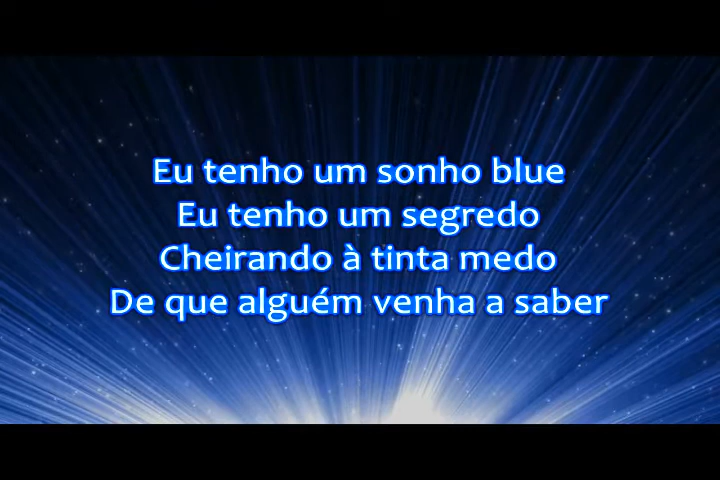 Eu tenho um sonho blue
Eu tenho um segredo
Cheirando à tinta medo
De que alguém venha a saber